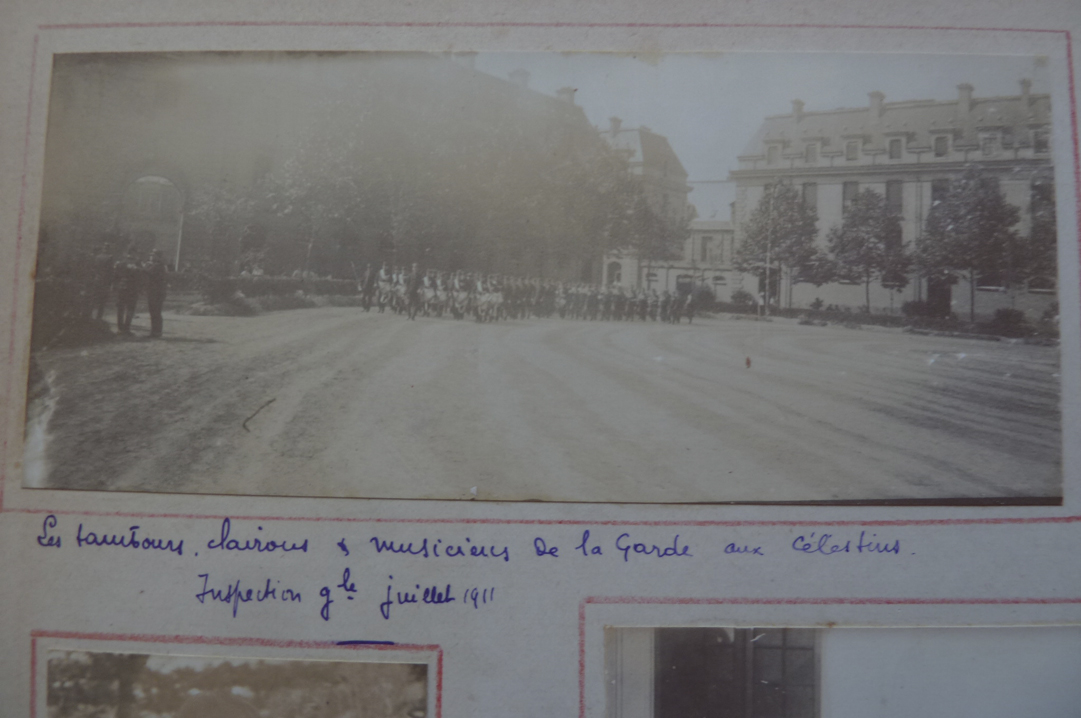 Les tambours, clairons & musiciens de la Garde aux Célestins.
Inspection gle juillet 1911